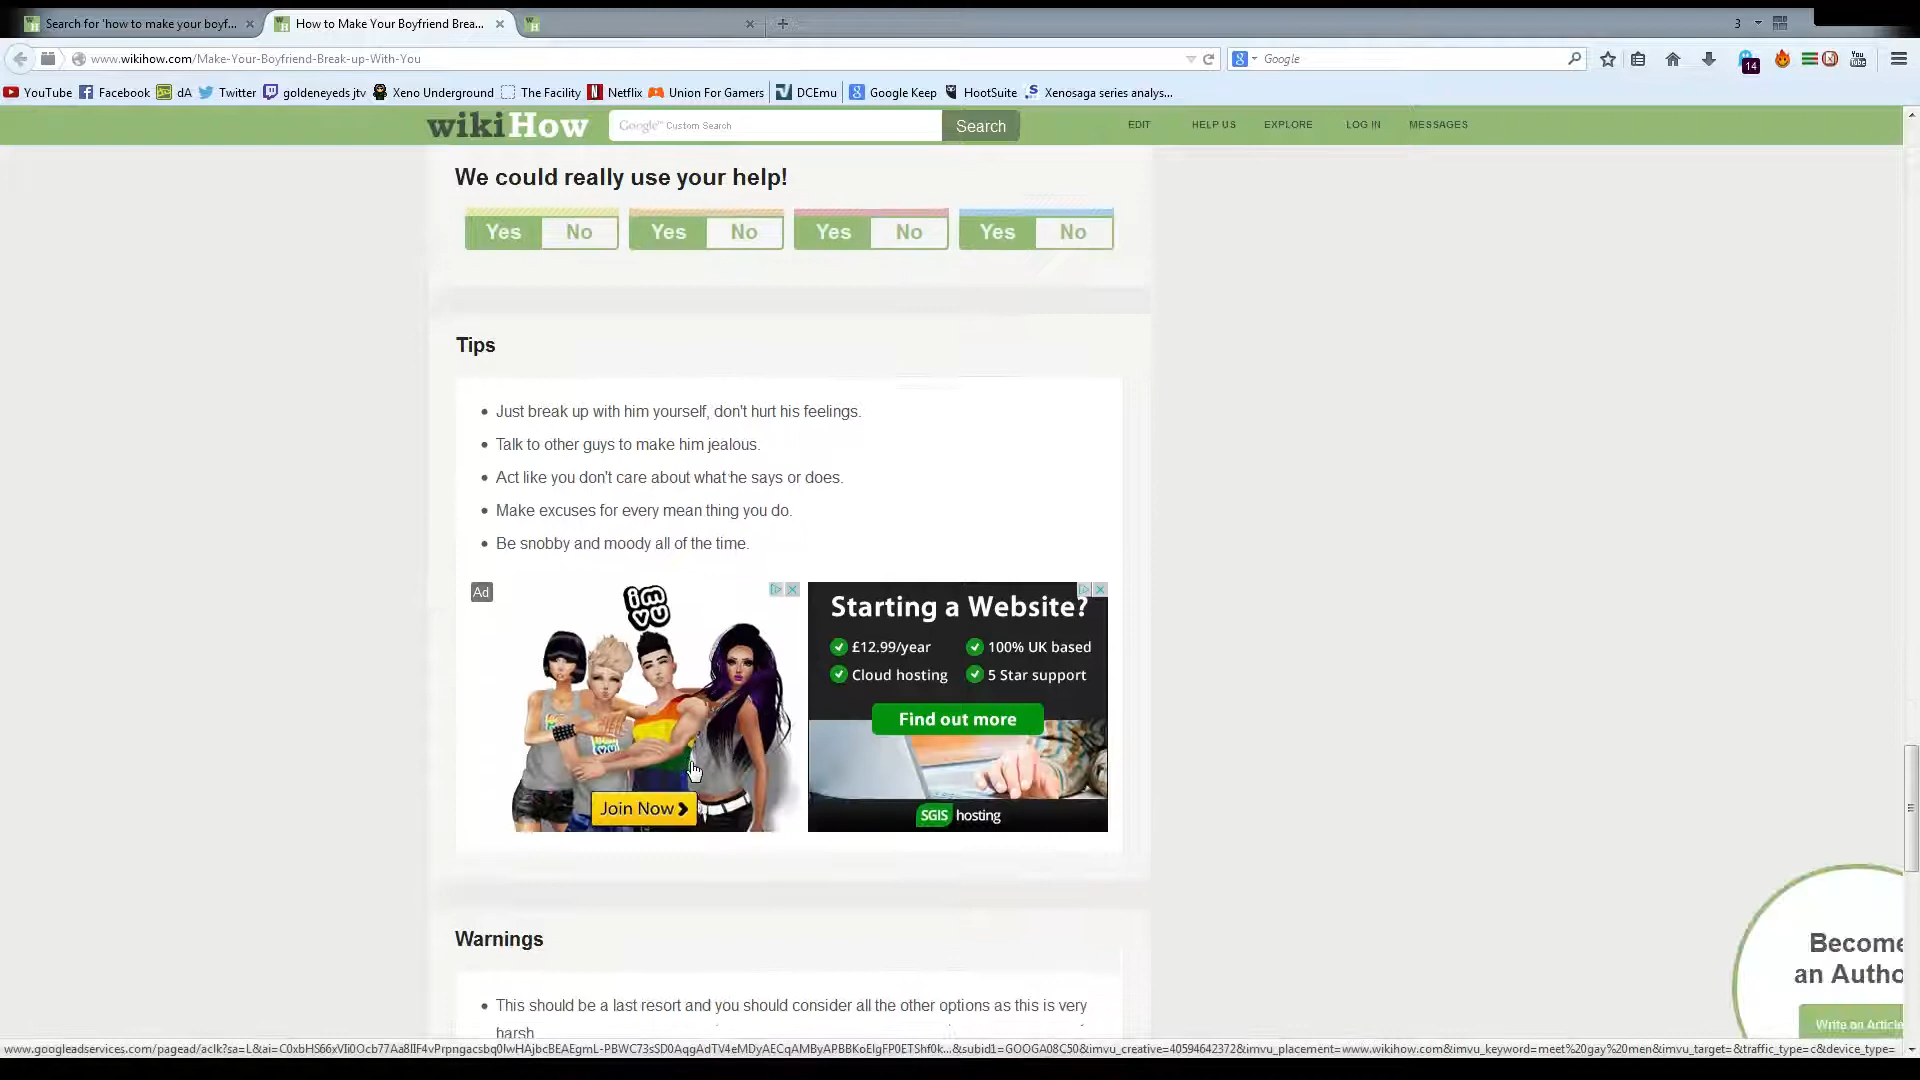 Search for 'how to make your boyf...
How to Make Your Boyfriend Brea...
3
www.wikihow.com/Make-Your-Boyfriend-Break-up-With-You
Google
14
YouTube Facebook dA Twitter goldeneyeds jtv Xeno Underground The Facility Netflix Union For Gamers DCEmu Google Keep HootSuite Xenosaga series analys...
wikiHow
Google™ Custom Search
Search
EDIT HELP US EXPLORE LOG IN MESSAGES
We could really use your help!
Yes No Yes No Yes No Yes No
Tips
Just break up with him yourself, don't hurt his feelings.
Talk to other guys to make him jealous.
Act like you don't care about what he says or does.
Make excuses for every mean thing you do.
Be snobby and moody all of the time.
Ad
imvu
Join Now
Starting a Website?
£12.99/year 100% UK based
Cloud hosting 5 Star support
Find out more
SGIS hosting
Warnings
This should be a last resort and you should consider all the other options as this is very
harsh
Become
an Autho
Write an Article